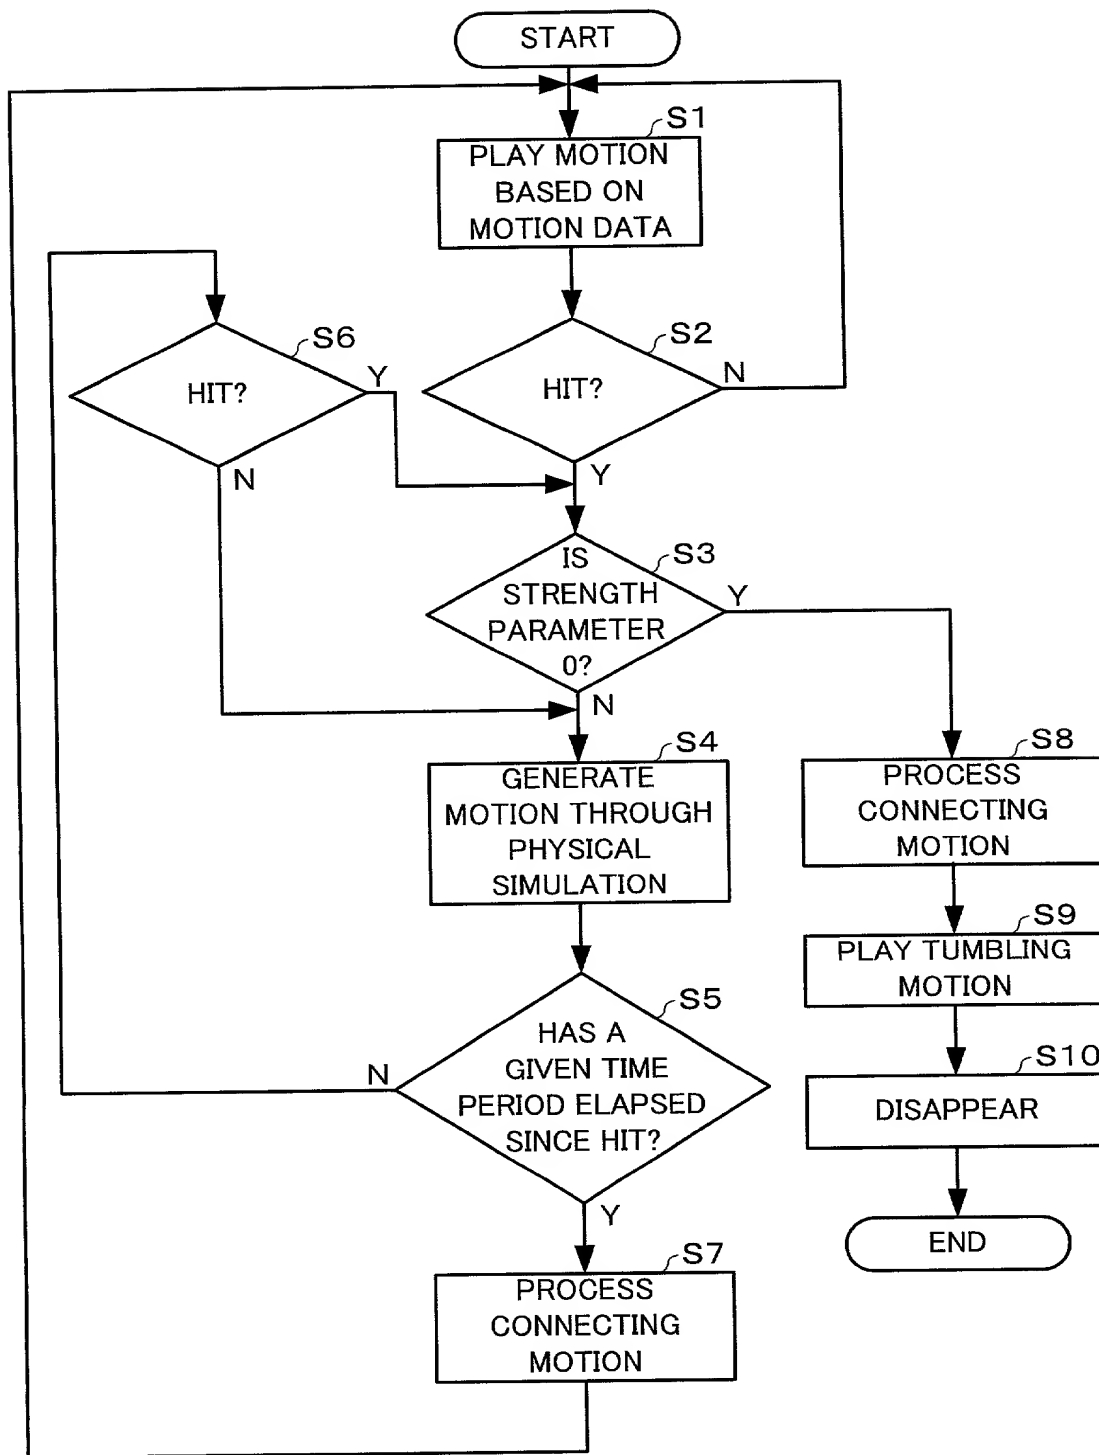 START
S1
PLAY MOTION
BASED ON
MOTION DATA
S6
HIT?
Y
N
S2
HIT?
N
Y
S3
IS
STRENGTH
PARAMETER
0?
Y
N
S4
GENERATE
MOTION THROUGH
PHYSICAL
SIMULATION
S8
PROCESS
CONNECTING
MOTION
S9
PLAY TUMBLING
MOTION
S5
HAS A
GIVEN TIME
PERIOD ELAPSED
SINCE HIT?
N
Y
S10
DISAPPEAR
END
S7
PROCESS
CONNECTING
MOTION